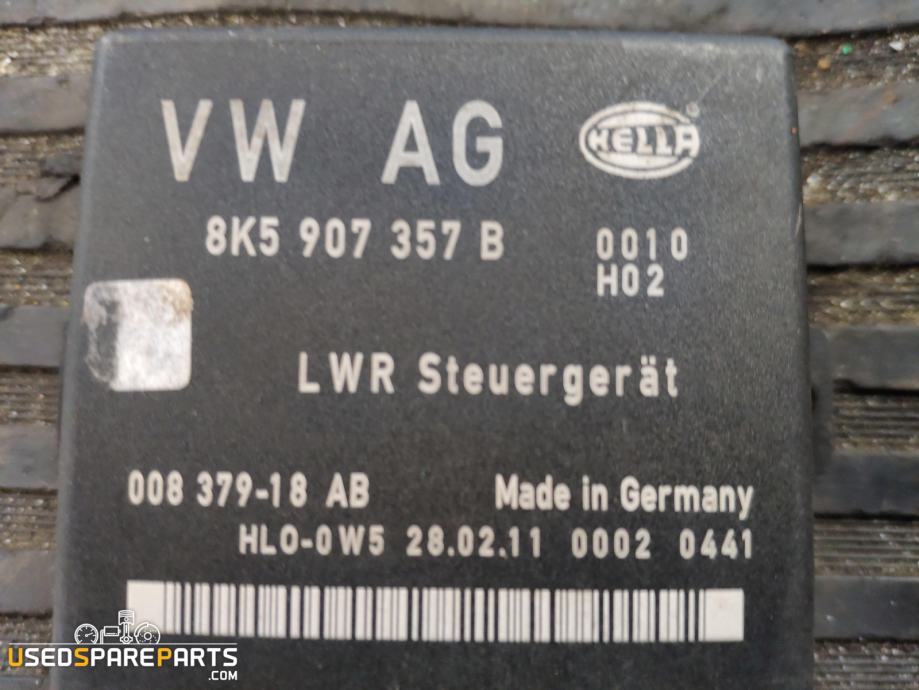 VW AG HELLA ®
8K5 907 357 B 0010
H02
LWR Steuergerät
008 379-18 AB Made in Germany
HLO-0W5 28.02.11 0002 0441
USEDSPAREPARTS
.COM